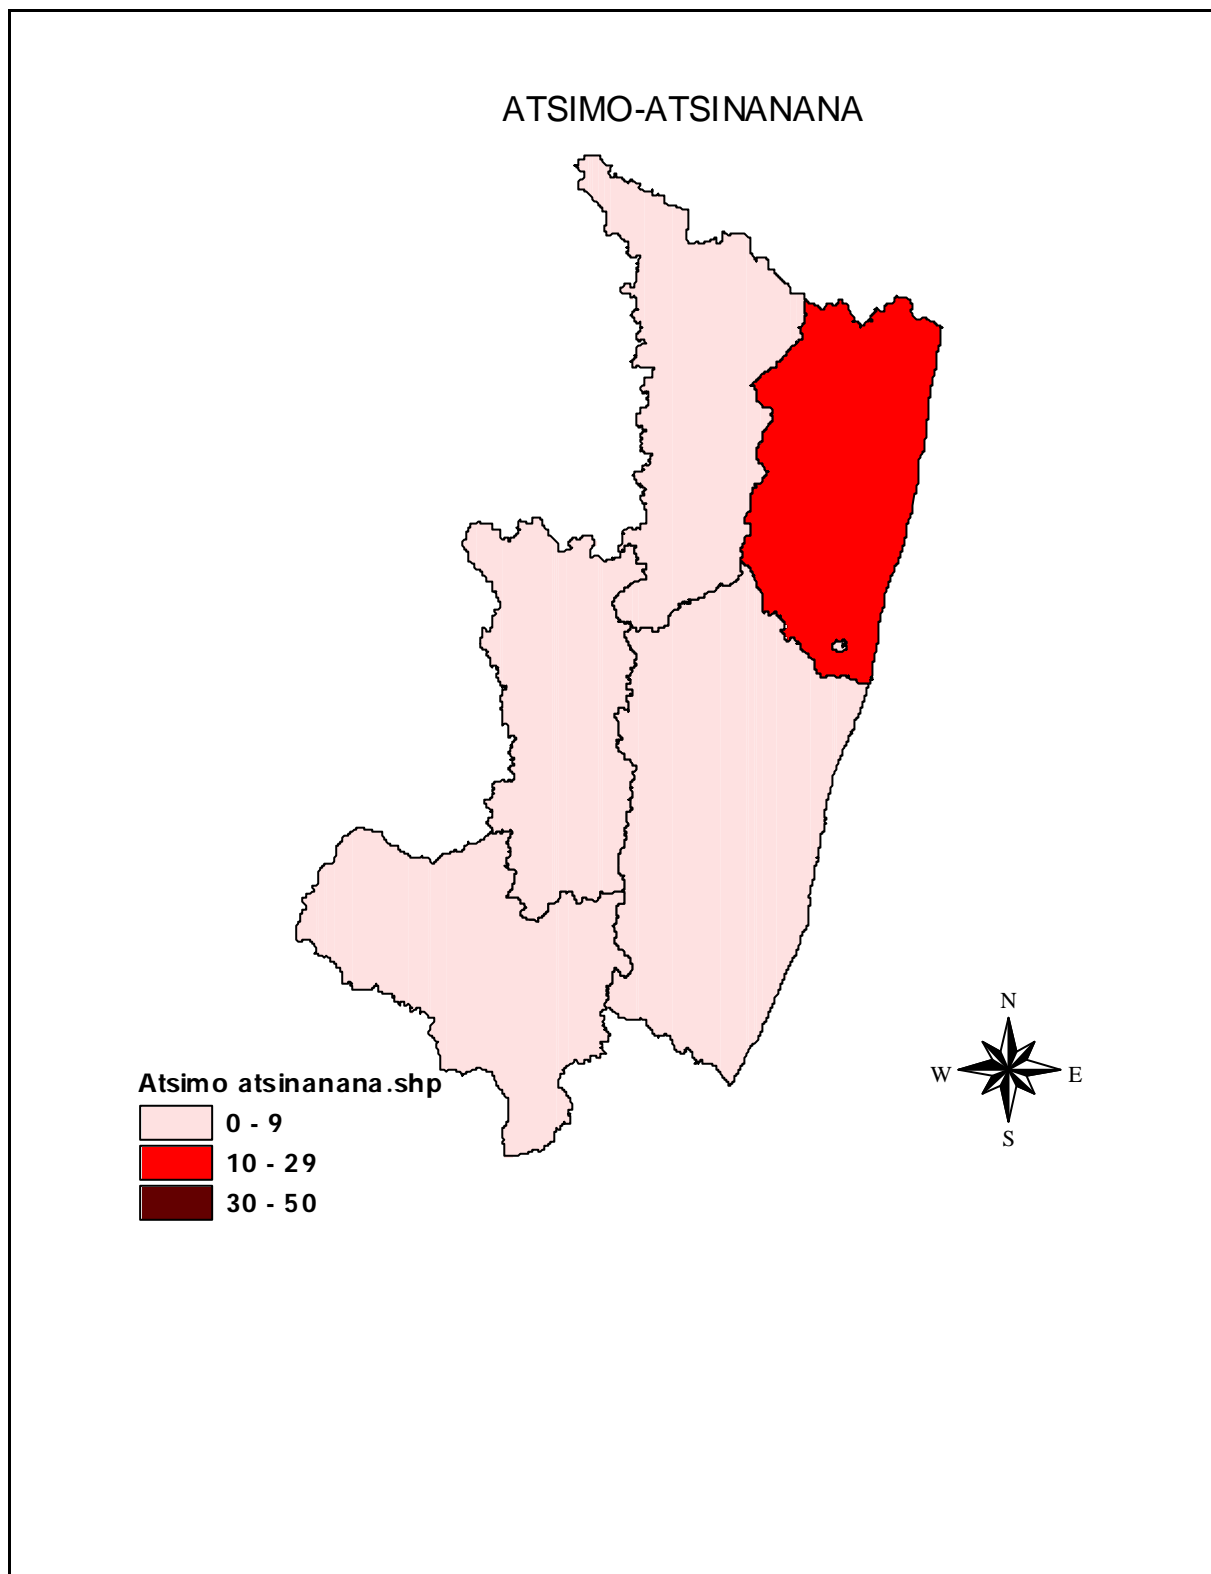 ATSIMO-ATSINANANA
N
W E
S
Atsimo atsinanana.shp
0 - 9
10 - 29
30 - 50